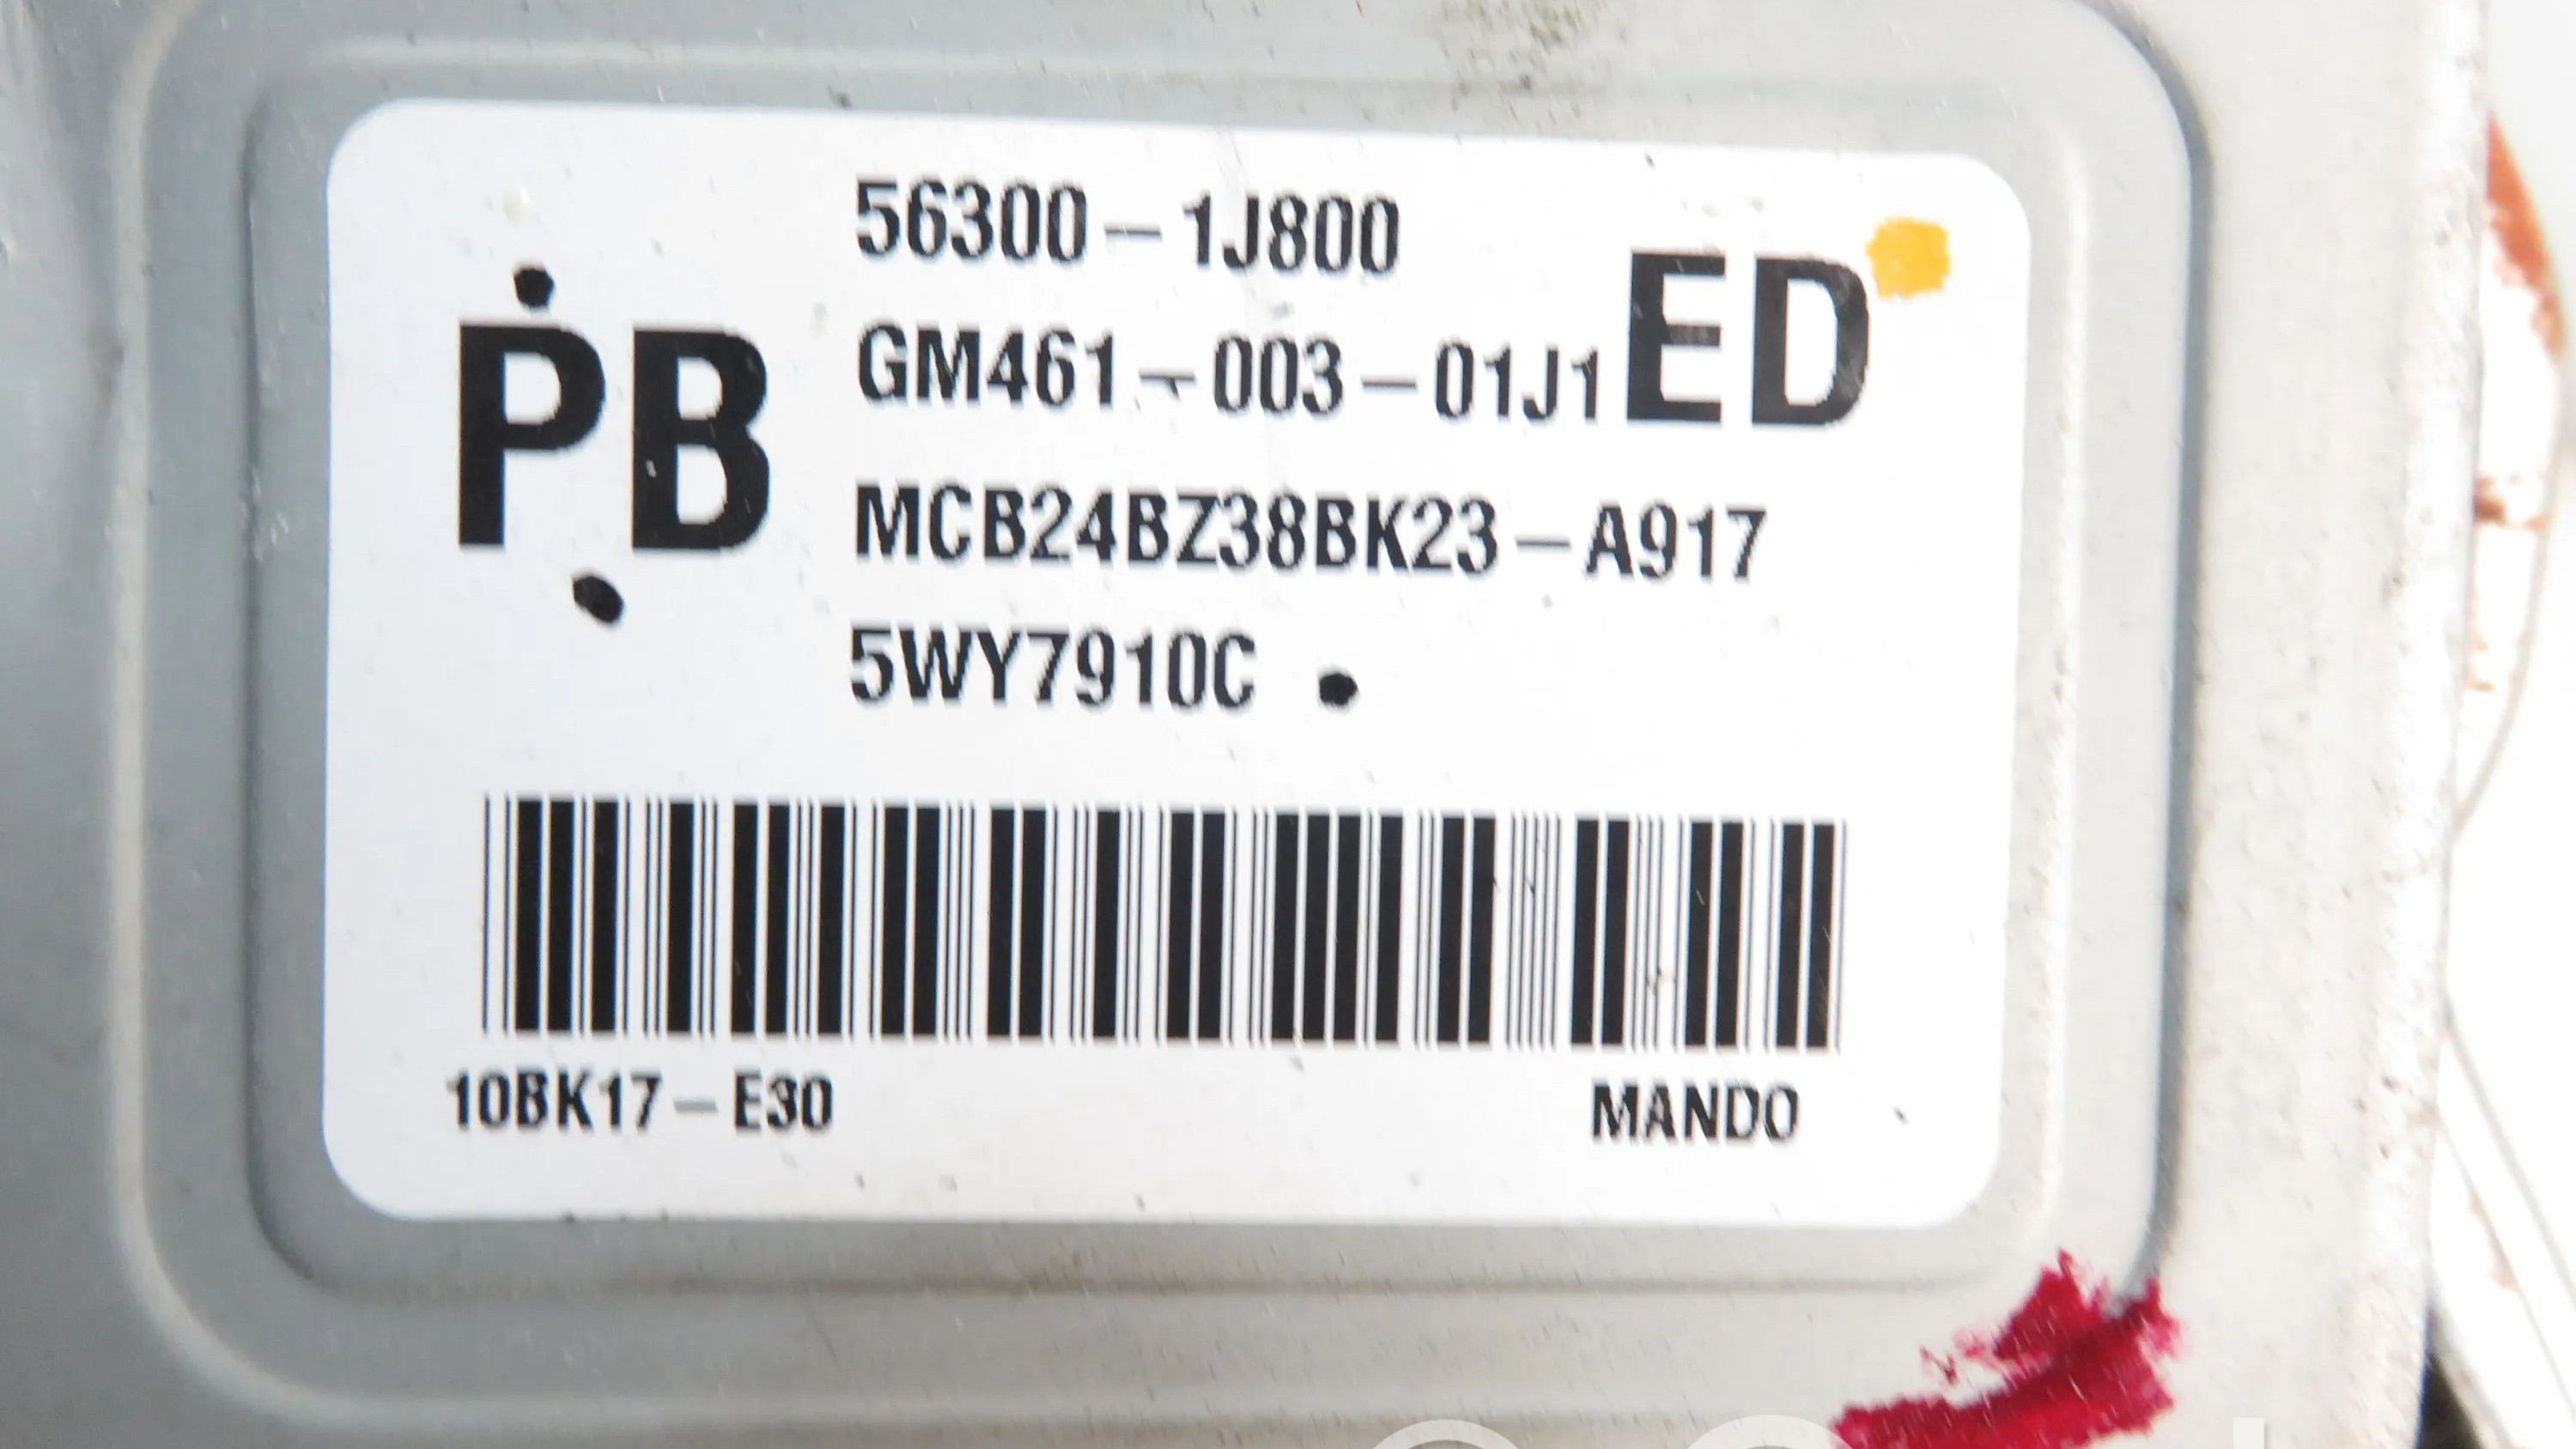 56300-1J800
PB
ED
GM461-003-01J1
MCB24BZ38BK23-A917
5WY7910C
10BK17-E30
MANDO